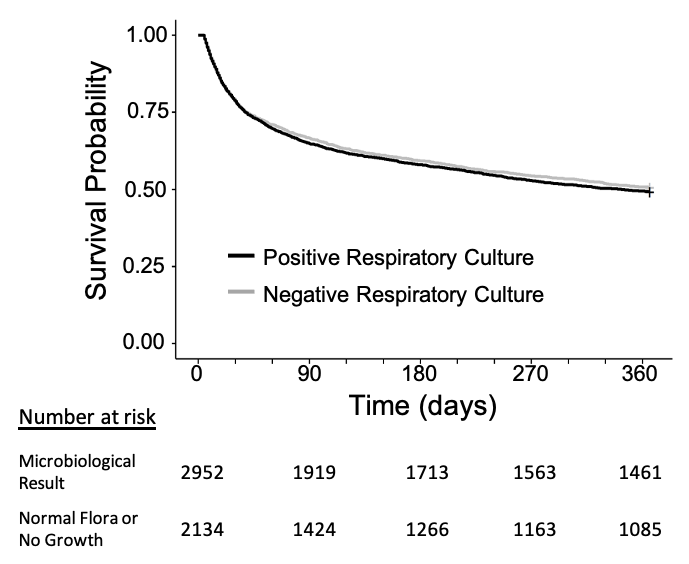 1.00
0.75
0.50
0.25
0.00
Survival Probability
Positive Respiratory Culture
Negative Respiratory Culture
0 90 180 270 360
Time (days)
Number at risk
Microbiological
Result
2952 1919 1713 1563 1461
Normal Flora or
No Growth
2134 1424 1266 1163 1085